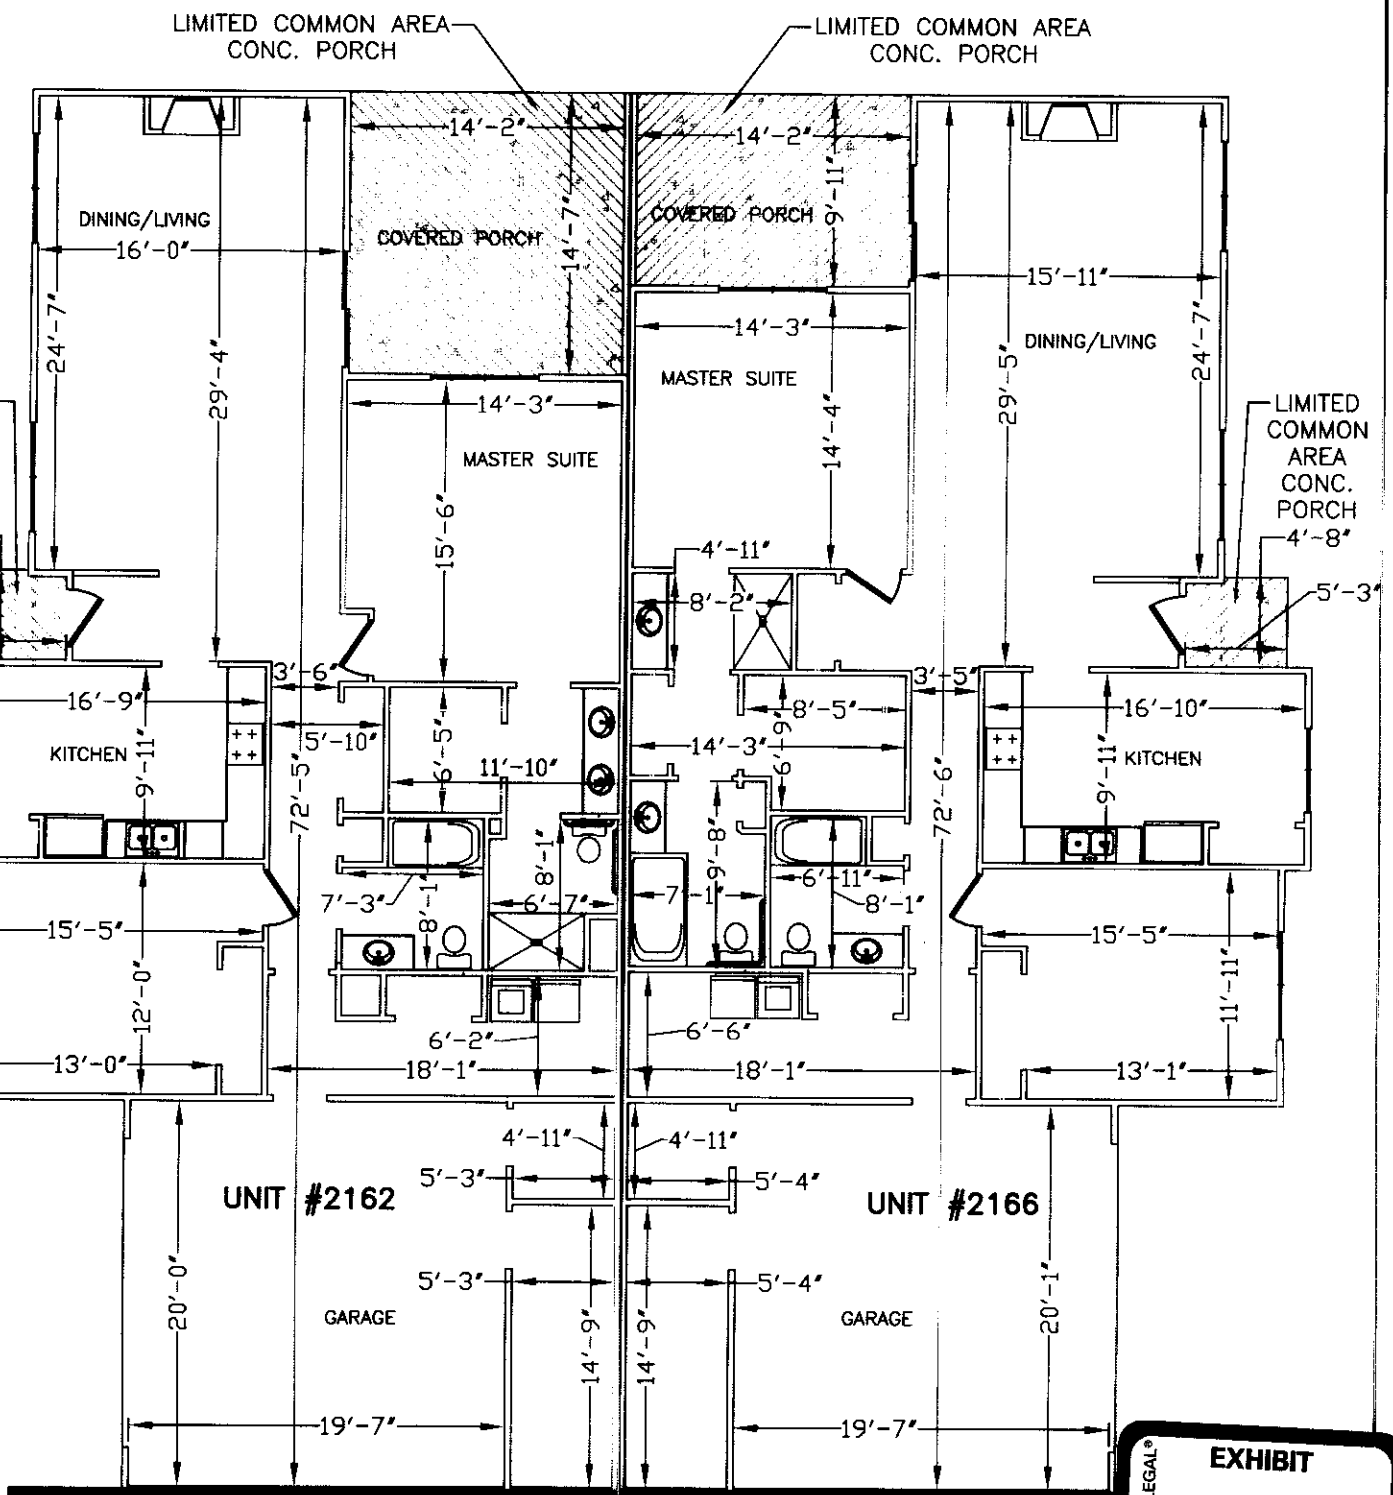 LIMITED COMMON AREA
CONC. PORCH
LIMITED COMMON AREA
CONC. PORCH
14'-2"
14'-2"
14'-7"
9'-11"
DINING/LIVING
16'-0"
COVERED PORCH
COVERED PORCH
15'-11"
24'-7"
29'-4"
14'-3"
14'-3"
DINING/LIVING
24'-7"
29'-5"
MASTER SUITE
MASTER SUITE
14'-4"
15'-6"
LIMITED
COMMON
AREA
CONC.
PORCH
4'-8"
5'-3"
4'-11"
8'-2"
3'-6"
3'-5"
16'-9"
5'-10"
8'-5"
16'-10"
KITCHEN
9'-11"
72'-5"
6'-5"
11'-10"
14'-3"
6'-9"
72'-6"
9'-11"
KITCHEN
8'-1"
9'-8"
7'-3"
8'-1"
6'-7"
7'-1"
6'-11"
8'-1"
15'-5"
15'-5"
12'-0"
11'-11"
6'-2"
6'-6"
13'-0"
18'-1"
18'-1"
13'-1"
4'-11"
4'-11"
5'-3"
5'-4"
UNIT #2162
UNIT #2166
20'-0"
5'-3"
5'-4"
20'-1"
GARAGE
GARAGE
14'-9"
14'-9"
19'-7"
19'-7"
EXHIBIT
EGAL®